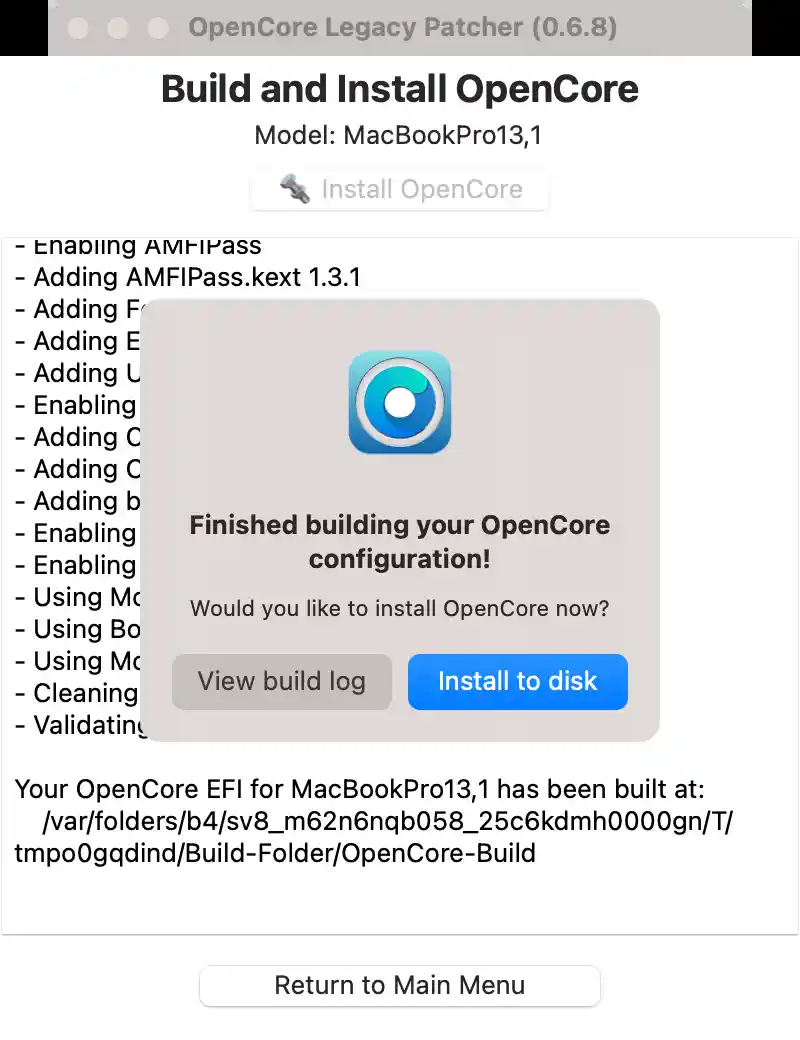 OpenCore Legacy Patcher (0.6.8)
Build and Install OpenCore
Model: MacBookPro13,1
Install OpenCore
- Enabling AMFIPass
- Adding AMFIPass.kext 1.3.1
- Adding
- Adding
- Adding
- Enabling
- Adding
- Adding
- Adding
- Enabling
- Enabling
- Using
- Using
- Using
- Cleaning
- Validating
Finished building your OpenCore
configuration!
Would you like to install OpenCore now?
View build log
Install to disk
Your OpenCore EFI for MacBookPro13,1 has been built at:
/var/folders/b4/sv8_m62n6nqb058_25c6kdmh0000gn/T/
tmpo0gqdind/Build-Folder/OpenCore-Build
Return to Main Menu